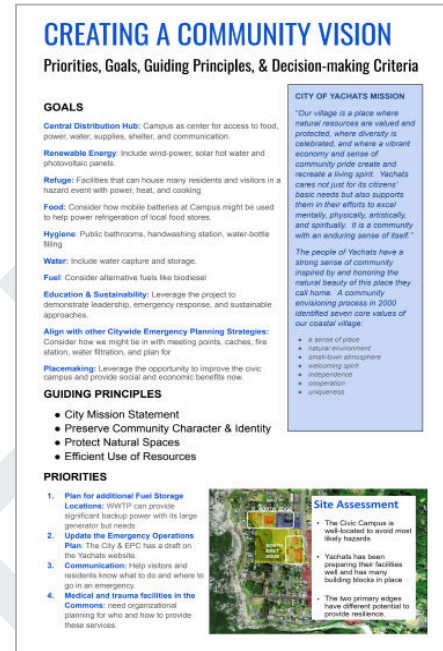 CREATING A COMMUNITY VISION
Priorities, Goals, Guiding Principles, & Decision-making Criteria
GOALS
Central Distribution Hub: Campus as center for access to food,
power, water, supplies, shelter, and communication.
Renewable Energy: Include wind-power, solar hot water and
photovoltaic panels.
Refuge: Facilities that can house many residents and visitors in a
hazard event with power, heat, and cooking
Food: Consider how mobile batteries at Campus might be used
to help power refrigeration of local food stores.
Hygiene: Public bathrooms, handwashing station, water-bottle
filling
Water: Include water capture and storage.
Fuel: Consider alternative fuels like biodiesel
Education & Sustainability: Leverage the project to
demonstrate leadership, emergency response, and sustainable
approaches.
Align with other Citywide Emergency Planning Strategies:
Consider how we might tie in with meeting points, caches, fire
station, water filtration, and plan for
Placemaking: Leverage the opportunity to improve the civic
campus and provide social and economic benefits now.
GUIDING PRINCIPLES
● City Mission Statement
● Preserve Community Character & Identity
● Protect Natural Spaces
● Efficient Use of Resources
PRIORITIES
1. Plan for additional Fuel Storage
Locations: WWTP can provide
significant backup power with its large
generator but needs
2. Update the Emergency Operations
Plan: The City & EPC has a draft on
the Yachats website.
3. Communication: Help visitors and
residents know what to do and where to
go in an emergency.
4. Medical and trauma facilities in the
Commons: need organizational
planning for who and how to provide
these services.
CITY OF YACHATS MISSION
"Our village is a place where
natural resources are valued and
protected, where diversity is
celebrated, and where a vibrant
economy and sense of
community pride create and
recreate a living spirit. Yachats
cares not just for its citizens'
basic needs but also supports
them in their efforts to excel
mentally, physically, artistically,
and spiritually. It is a community
with an enduring sense of itself."
The people of Yachats have a
strong sense of community
inspired by and honoring the
natural beauty of this place they
call home. A community
envisioning process in 2000
identified seven core values of
our coastal village:
● a sense of place
● natural environment
● small-town atmosphere
● welcoming spirit
● independence
● cooperation
● uniqueness
NORTH EDGE
SOUTH
EAST
EDGE
Site Assessment
• The Civic Campus is
well-located to avoid most
likely hazards
• Yachats has been
preparing their facilities
well and has many
building blocks in place
• The two primary edges
have different potential to
provide resilience.